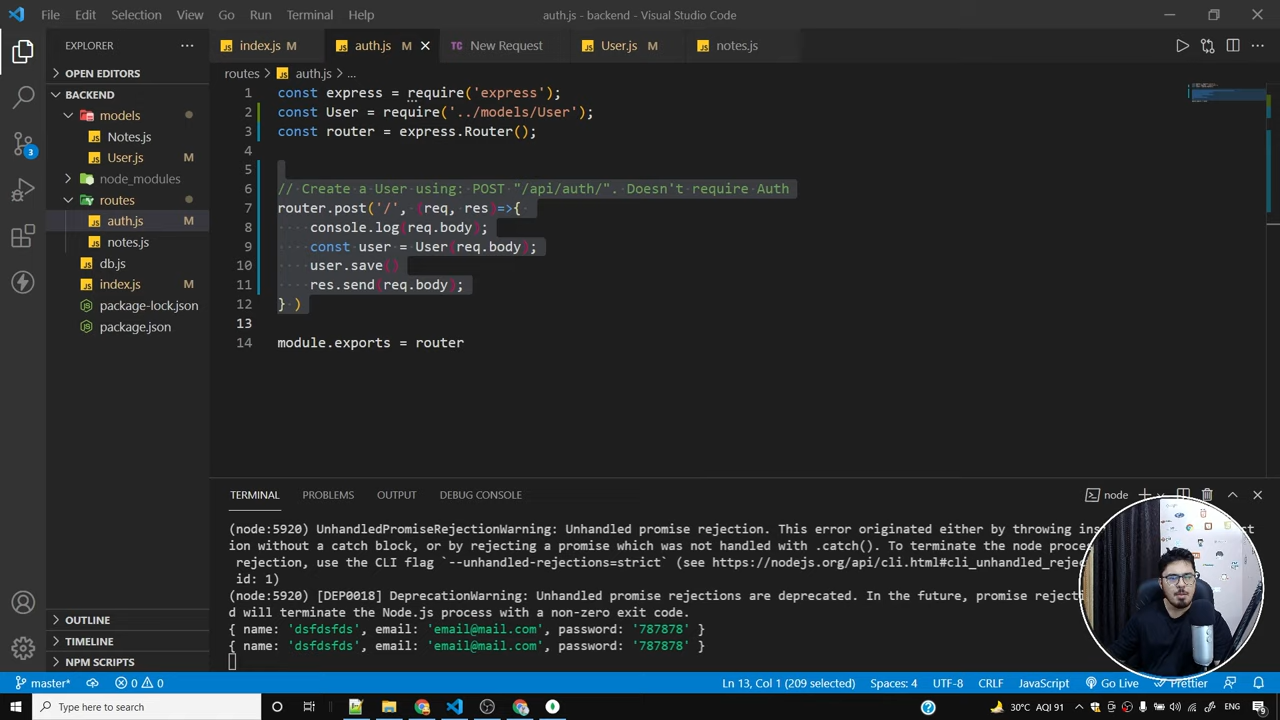 File Edit Selection View Go Run Terminal Help auth.js - backend - Visual Studio Code
EXPLORER
index.js M auth.js M New Request User.js M notes.js
OPEN EDITORS
BACKEND
models
Notes.js
User.js M
node_modules
routes
auth.js M
notes.js
db.js
index.js M
package-lock.json
package.json
OUTLINE
TIMELINE
NPM SCRIPTS
3
routes > auth.js > ...
1 const express = require('express');
2 const User = require('../models/User');
3 const router = express.Router();
4
5
6 // Create a User using: POST "/api/auth/". Doesn't require Auth
7 router.post('/', (req, res)=>{
8 console.log(req.body);
9 const user = User(req.body);
10 user.save()
11 res.send(req.body);
12 } )
13
14 module.exports = router
TERMINAL PROBLEMS OUTPUT DEBUG CONSOLE node
(node:5920) UnhandledPromiseRejectionWarning: Unhandled promise rejection. This error originated either by throwing
ion without a catch block, or by rejecting a promise which was not handled with .catch(). To terminate the node
rejection, use the CLI flag `--unhandled-rejections=strict` (see https://nodejs.org/api/cli.html#cli_unhandled_
id: 1)
(node:5920) [DEP0018] DeprecationWarning: Unhandled promise rejections are deprecated. In the future, promise
d will terminate the Node.js process with a non-zero exit code.
{ name: 'dsfdsfds', email: 'email@mail.com', password: '787878' }
{ name: 'dsfdsfds', email: 'email@mail.com', password: '787878' }
master* 0 0 Ln 13, Col 1 (209 selected) Spaces: 4 UTF-8 CRLF JavaScript Go Live Prettier
Type here to search 30°C AQI 91